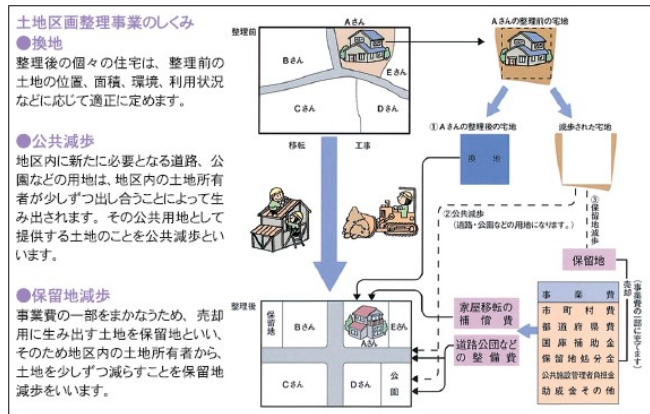 土地区画整理事業のしくみ
●換地
整理後の個々の住宅は、整理前の
土地の位置、面積、環境、利用状況
などに応じて適正に定めます。
●公共減歩
地区内に新たに必要となる道路、公
園などの用地は、地区内の土地所有
者が少しずつ出し合うことによって生
み出されます。その公共用地として
提供する土地のことを公共減歩とい
います。
●保留地減歩
事業費の一部をまかなうため、売却
用に生み出す土地を保留地といい、
そのため地区内の土地所有者から、
土地を少しずつ減らすことを保留地
減歩をいいます。
整理前
Aさん
Bさん
Eさん
Cさん
Dさん
移転
工事
Aさんの整理前の宅地
①Aさんの整理後の宅地
減歩された宅地
換地
②公共減歩
(道路・公園などの用地になります。)
③保留地減歩
保留地
売却
(事業費の一部に充てます)
整理後
保留地
Bさん
Aさん
Eさん
Cさん
Dさん
公園
家屋移転の
補償費
道路公団な
どの整備費
事業費
市町村費
都道府県費
国庫補助金
保留地処分金
公共施設管理者負担金
助成金その他